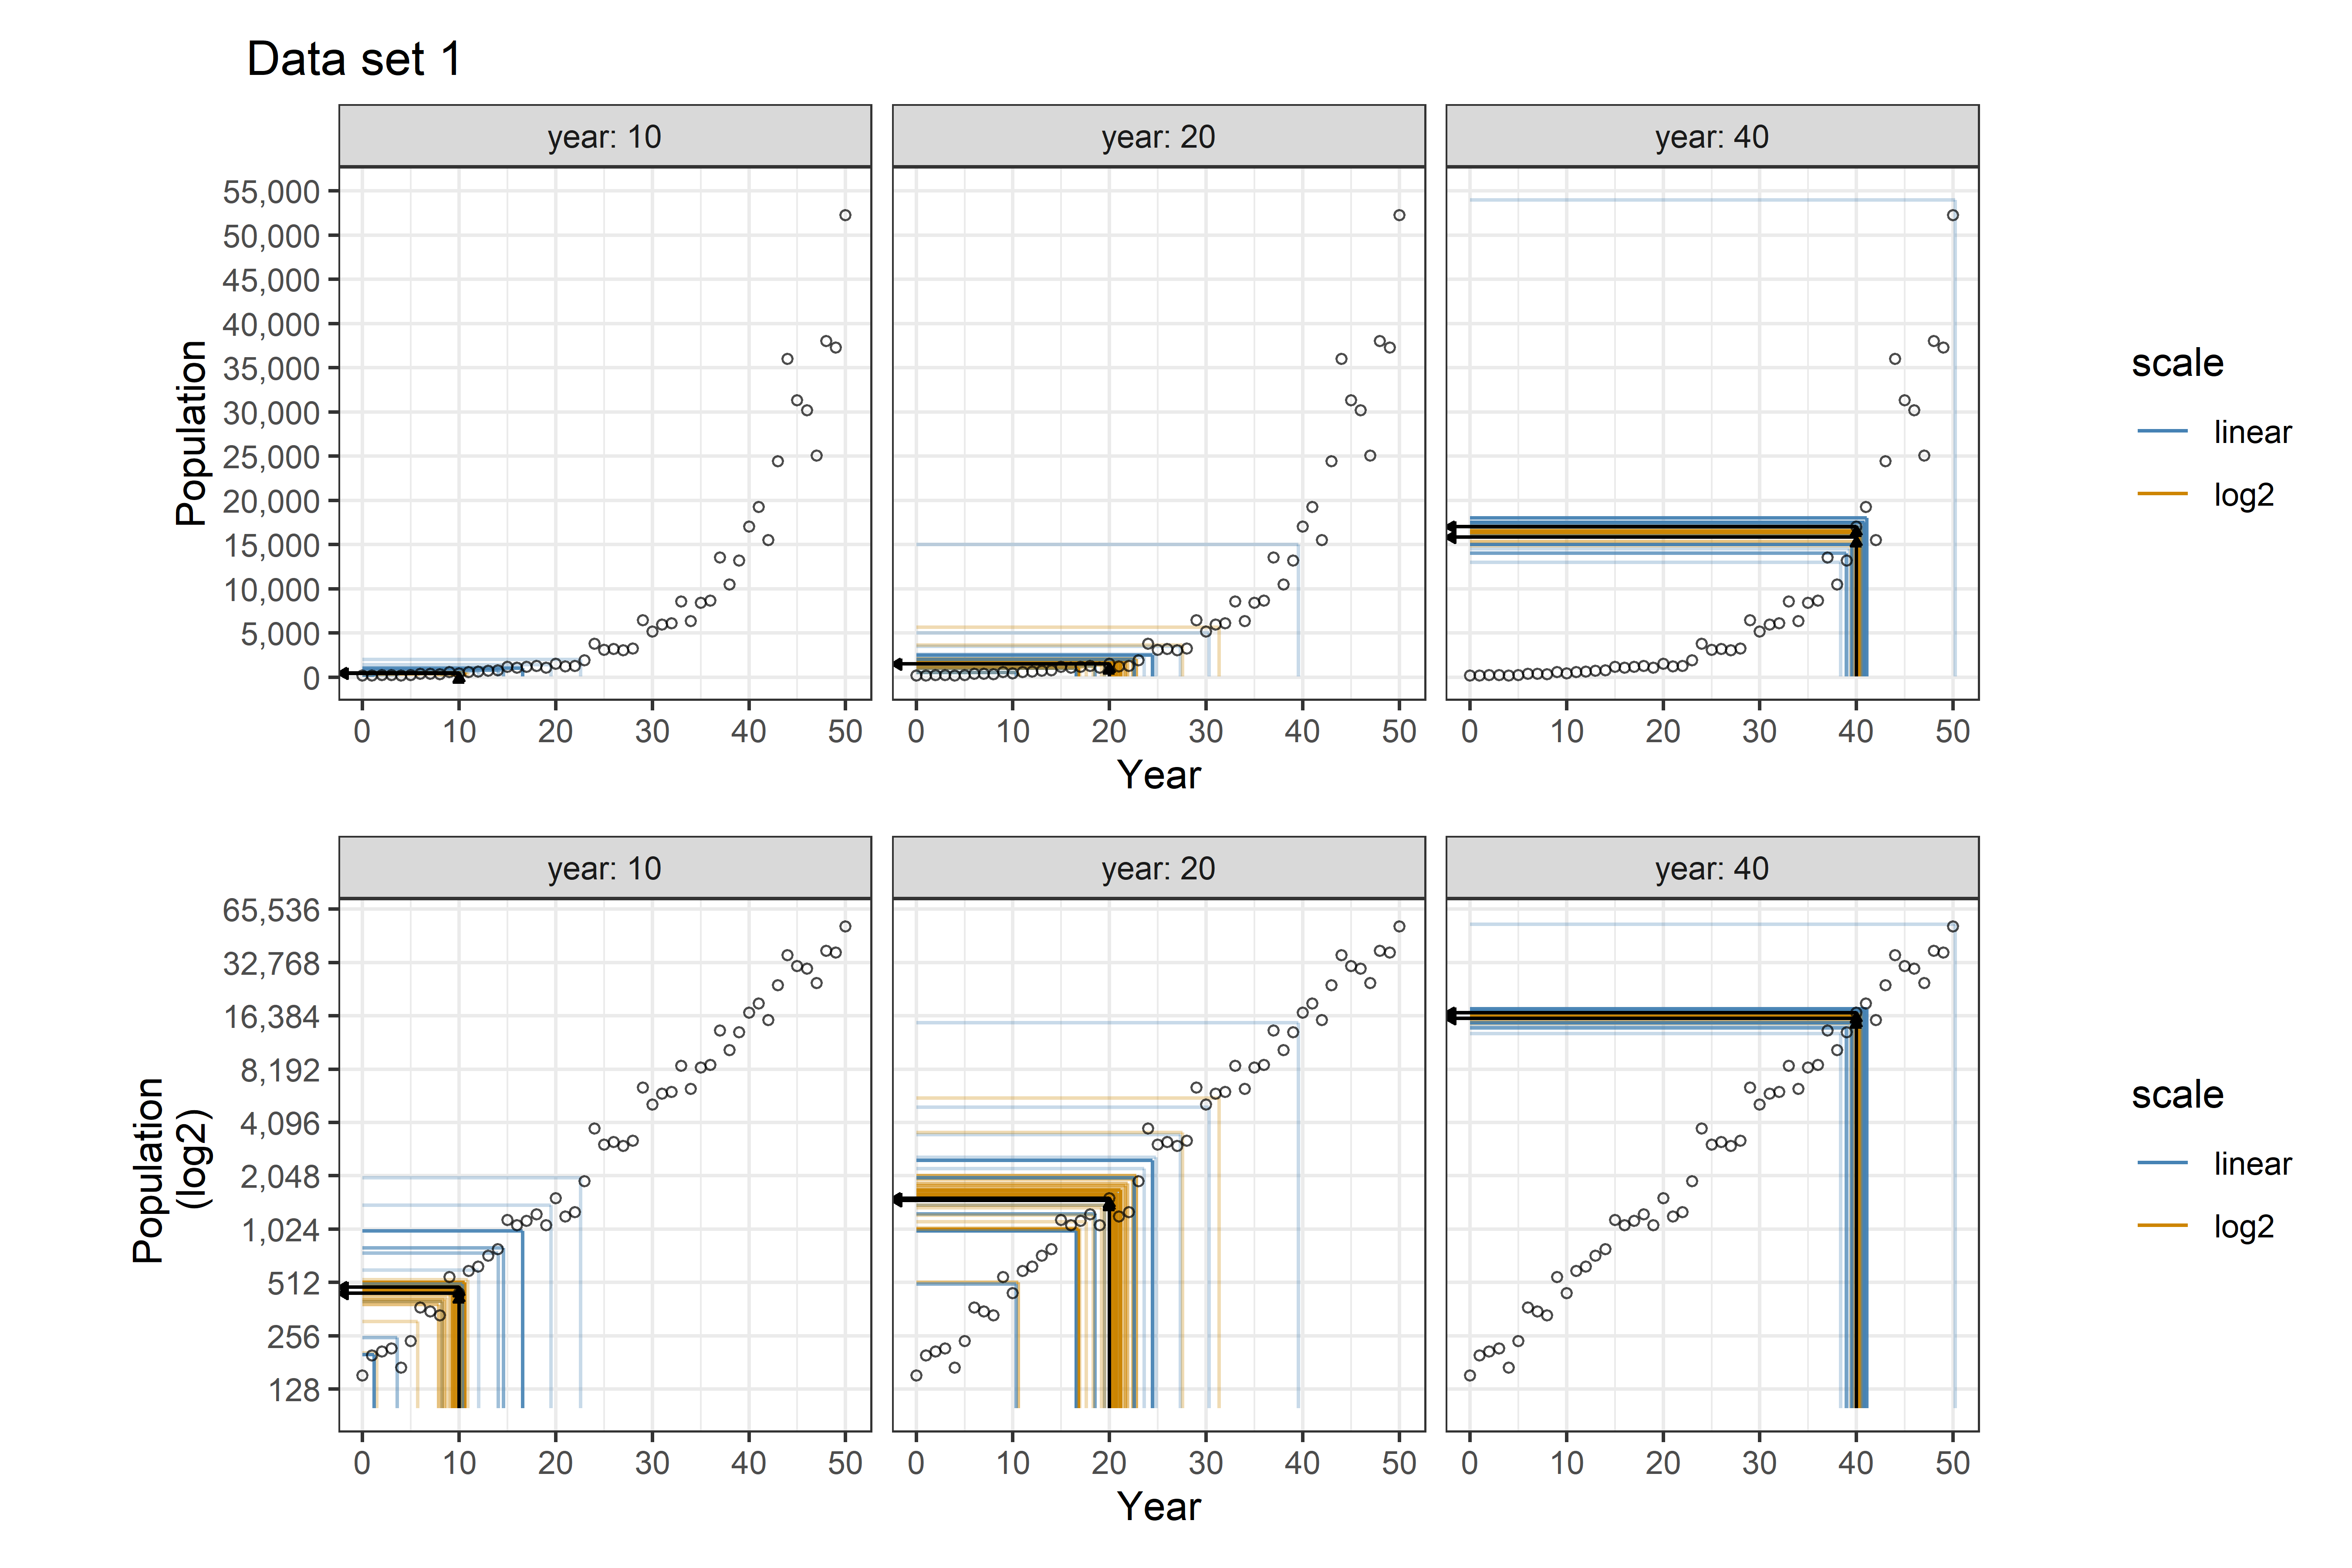 Data set 1
year: 10
year: 20
year: 40
Population
55,000
50,000
45,000
40,000
35,000
30,000
25,000
20,000
15,000
10,000
5,000
0
0 10 20 30 40 50
0 10 20 30 40 50
0 10 20 30 40 50
Year
scale
linear
log2
year: 10
year: 20
year: 40
Population
(log2)
65,536
32,768
16,384
8,192
4,096
2,048
1,024
512
256
128
0 10 20 30 40 50
0 10 20 30 40 50
0 10 20 30 40 50
Year
scale
linear
log2